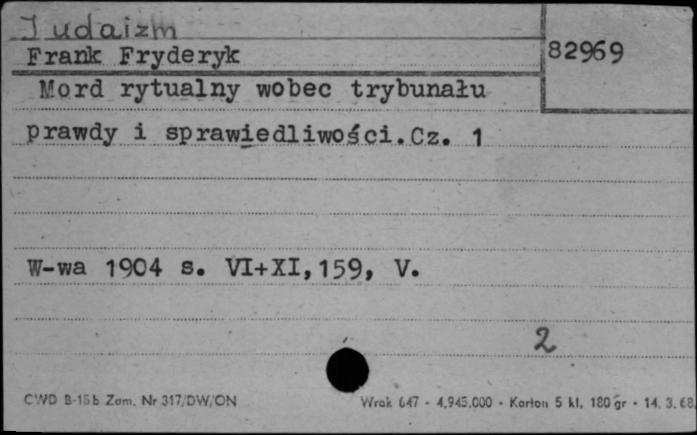 Judaizm
Frank Fryderyk
82969
Mord rytualny wobec trybunału
prawdy i sprawiedliwości.Cz. 1
W-wa 1904 s. VI+XI,159, V.
2
CWD B-15b Zam. Nr 317/DW/ON
Wrak 647 - 4.945.000 - Karton 5 kl. 180 gr - 14. 3. 68